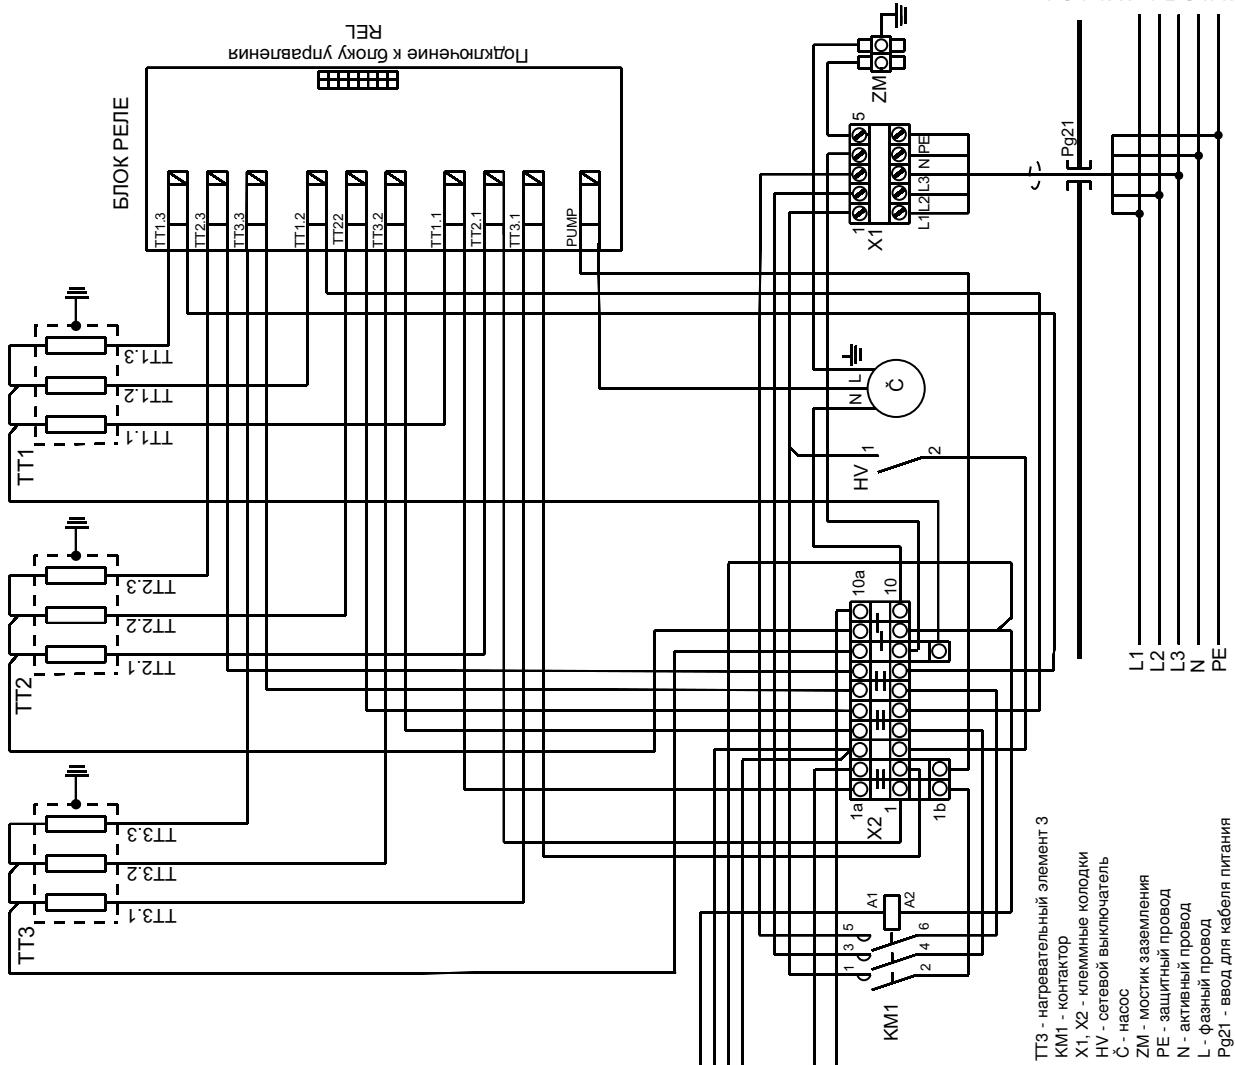 REL
Подключение к блоку управления
БЛОК РЕЛЕ
TT1.3
TT2.3
TT3.3
TT1.2
TT22
TT3.2
TT1.1
TT2.1
TT3.1
PUMP
TT1.3
TT1.2
TT1.1
TT1
TT2.3
TT2.2
TT2.1
TT2
TT3.3
TT3.2
TT3.1
TT3
ZM
5
1
X1
PE
N
L3
L2
L1
Pg21
L
N
Č
HV
1
2
10a
10
1a
1
1b
X2
A1
A2
5
3
1
6
4
2
KM1
L1
L2
L3
N
PE
TT3 - нагревательный элемент 3
KM1 - контактор
X1, X2 - клеммные колодки
HV - сетевой выключатель
Č - насос
ZM - мостик заземления
PE - защитный провод
N - активный провод
L - фазный провод
Pg21 - ввод для кабеля питания